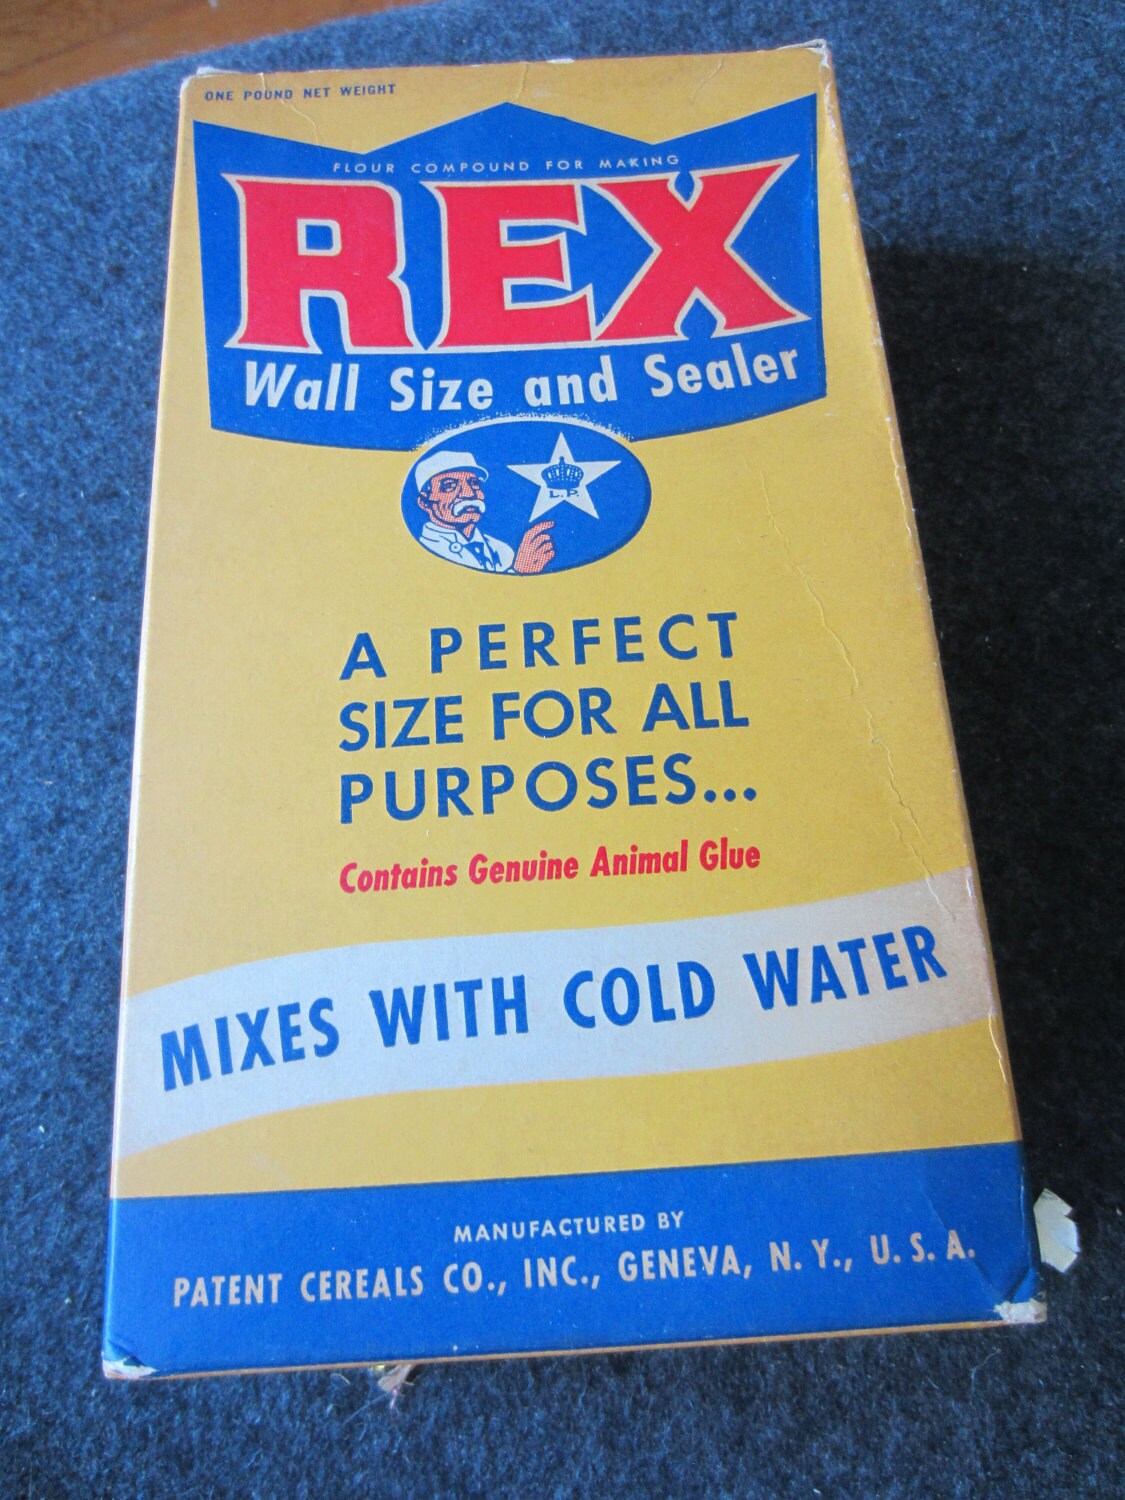 ONE POUND NET WEIGHT
FLOUR COMPOUND FOR MAKING
REX
Wall Size and Sealer
L.P.
A PERFECT
SIZE FOR ALL
PURPOSES...
Contains Genuine Animal Glue
MIXES WITH COLD WATER
MANUFACTURED BY
PATENT CEREALS CO., INC., GENEVA, N. Y., U. S. A.